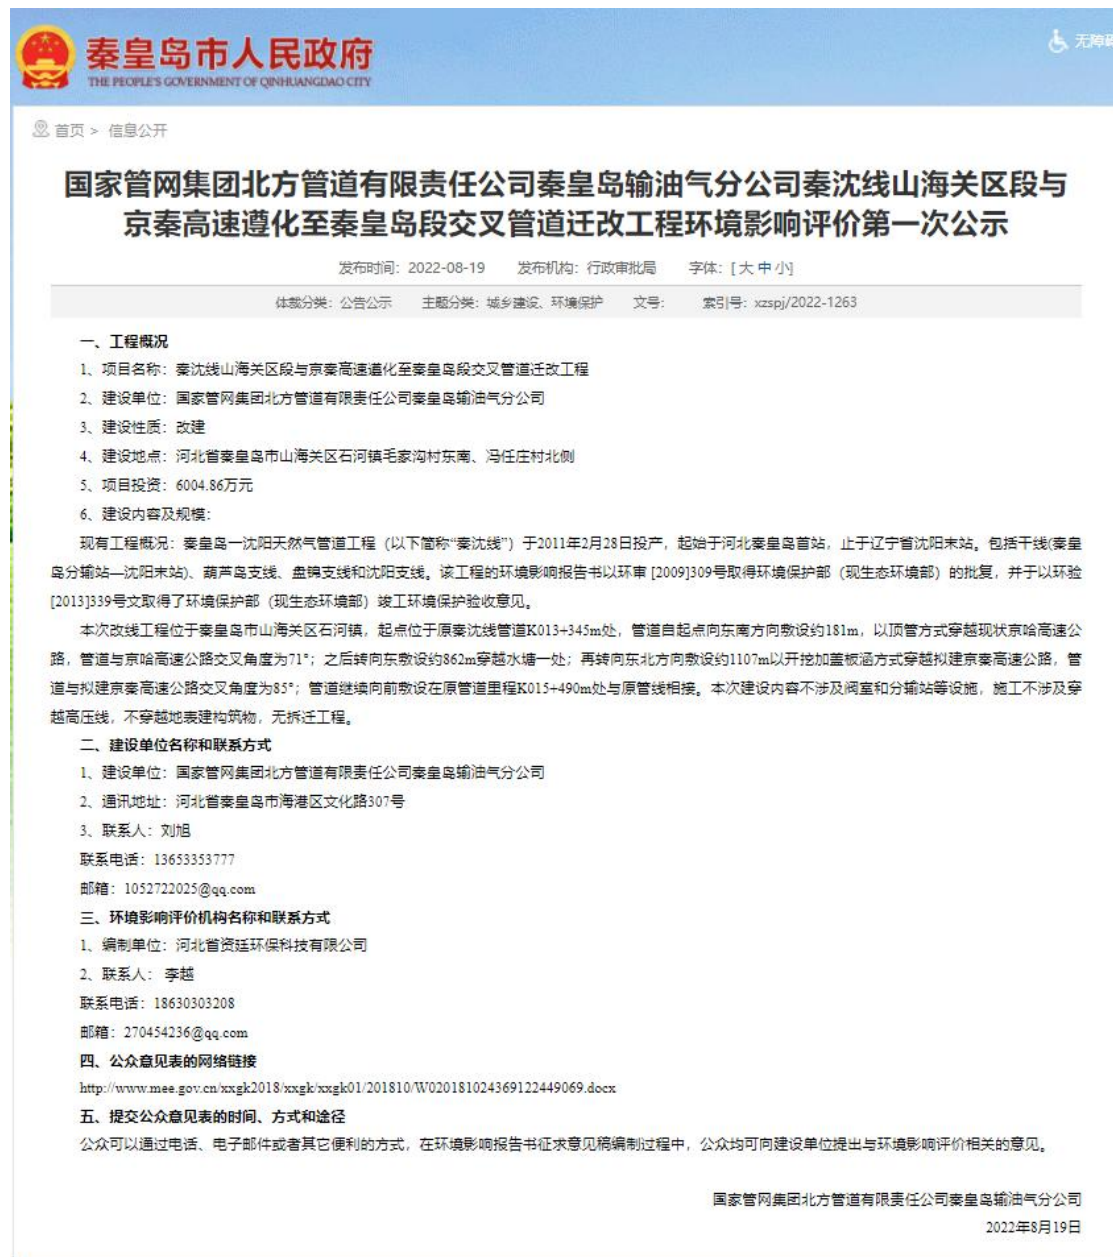 秦皇岛市人民政府
THE PEOPLE'S GOVERNMENT OF QINHUANGDAO CITY
无障碍
首页 > 信息公开
国家管网集团北方管道有限责任公司秦皇岛输油气分公司秦沈线山海关区段与
京秦高速遵化至秦皇岛段交叉管道迁改工程环境影响评价第一次公示
发布时间：2022-08-19 发布机构：行政审批局 字体：[大 中 小]
体裁分类：公告公示 主题分类：城乡建设、环境保护 文号： 索引号：xzspj/2022-1263
一、工程概况
1、项目名称：秦沈线山海关区段与京秦高速遵化至秦皇岛段交叉管道迁改工程
2、建设单位：国家管网集团北方管道有限责任公司秦皇岛输油气分公司
3、建设性质：改建
4、建设地点：河北省秦皇岛市山海关区石河镇毛家沟村东南、冯任庄村北侧
5、项目投资：6004.86万元
6、建设内容及规模：
现有工程概况：秦皇岛一沈阳天然气管道工程（以下简称“秦沈线”）于2011年2月28日投产，起始于河北秦皇岛首站，止于辽宁省沈阳末站。包括干线(秦皇
岛分输站—沈阳末站)、葫芦岛支线、盘锦支线和沈阳支线。该工程的环境影响报告书以环审 [2009]309号取得环境保护部（现生态环境部）的批复，并于以环验
[2013]339号文取得了环境保护部（现生态环境部）竣工环境保护验收意见。
本次改线工程位于秦皇岛市山海关区石河镇，起点位于原秦沈线管道K013+345m处，管道自起点向东南方向敷设约181m，以顶管方式穿越现状京哈高速公
路，管道与京哈高速公路交叉角度为71°；之后转向东敷设约862m穿越水塘一处；再转向东北方向敷设约1107m以开挖加盖板涵方式穿越拟建京秦高速公路，管
道与拟建京秦高速公路交叉角度为85°；管道继续向前敷设在原管道里程K015+490m处与原管线相接。本次建设内容不涉及阀室和分输站等设施，施工不涉及穿
越高压线，不穿越地表建构筑物，无拆迁工程。
二、建设单位名称和联系方式
1、建设单位：国家管网集团北方管道有限责任公司秦皇岛输油气分公司
2、通讯地址：河北省秦皇岛市海港区文化路307号
3、联系人：刘旭
联系电话：13653353777
邮箱：1052722025@qq.com
三、环境影响评价机构名称和联系方式
1、编制单位：河北省资廷环保科技有限公司
2、联系人： 李越
联系电话：18630303208
邮箱：270454236@qq.com
四、公众意见表的网络链接
http://www.mee.gov.cn/xxgk2018/xxgk/xxgk01/201810/W020181024369122449069.docx
五、提交公众意见表的时间、方式和途径
公众可以通过电话、电子邮件或者其它便利的方式，在环境影响报告书征求意见稿编制过程中，公众均可向建设单位提出与环境影响评价相关的意见。
国家管网集团北方管道有限责任公司秦皇岛输油气分公司
2022年8月19日